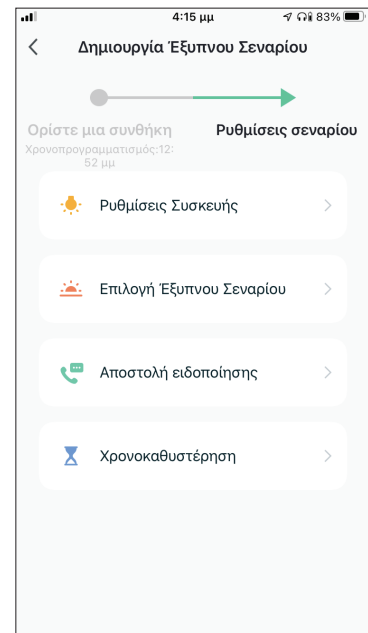 4:15 μμ 83%
Δημιουργία Έξυπνου Σεναρίου
Ορίστε μια συνθήκη Ρυθμίσεις σεναρίου
Χρονοπρογραμματισμός:12:
52 μμ
Ρυθμίσεις Συσκευής
Επιλογή Έξυπνου Σεναρίου
Αποστολή ειδοποίησης
Χρονοκαθυστέρηση